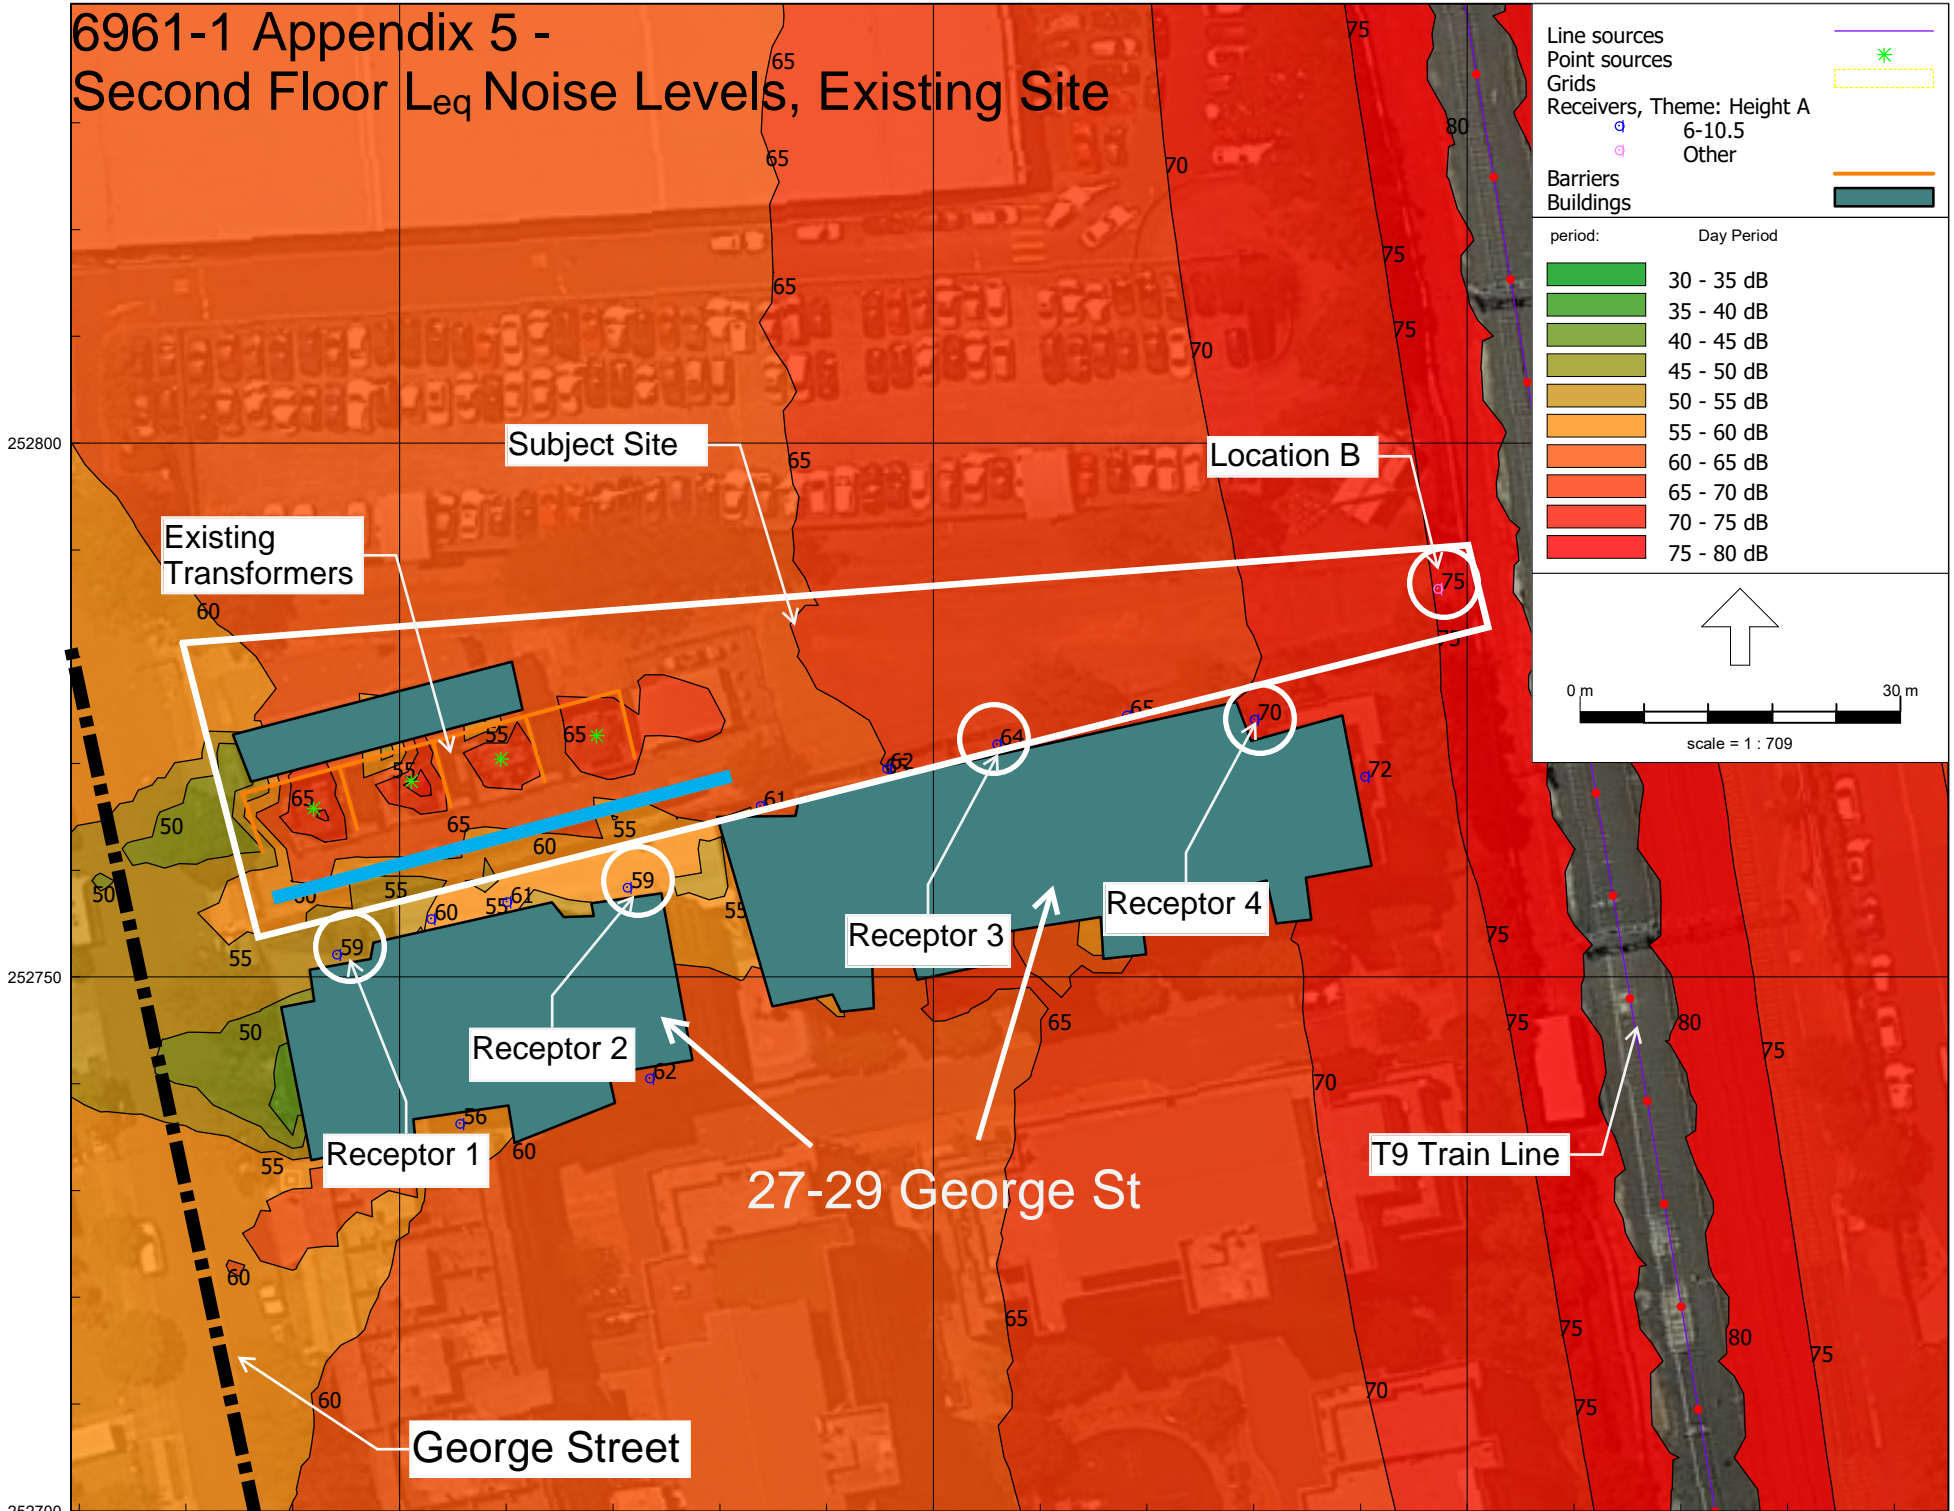 6961-1 Appendix 5 -
Second Floor Leq Noise Levels, Existing Site
Line sources
Point sources
Grids
Receivers, Theme: Height A
6-10.5
Other
Barriers
Buildings
period: Day Period
30 - 35 dB
35 - 40 dB
40 - 45 dB
45 - 50 dB
50 - 55 dB
55 - 60 dB
60 - 65 dB
65 - 70 dB
70 - 75 dB
75 - 80 dB
0 m 30 m
scale = 1 : 709
75
65
80
65
70
75
65
75
70
252800
Subject Site
Location B
65
Existing
Transformers
75
60
75
65
70
64
55
65
62
72
55
65
61
50
65
55
60
50
55
60
59
61
60
55
55
Receptor 4
Receptor 3
59
55
75
252750
50
65
75
80
75
Receptor 2
62
70
56
60
55
Receptor 1
T9 Train Line
27-29 George St
60
65
75
80
75
60
70
75
George Street